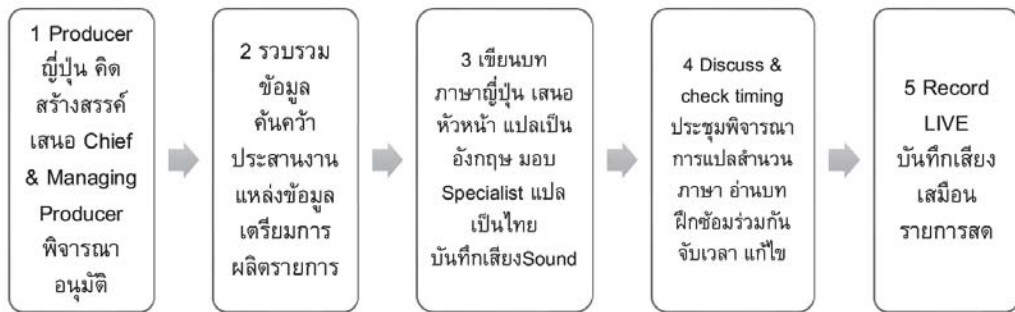 1 Producer
ญี่ปุ่น คิด
สร้างสรรค์
เสนอ Chief
& Managing
Producer
พิจารณา
อนุมัติ
2 รวบรวม
ข้อมูล
ค้นคว้า
ประสานงาน
แหล่งข้อมูล
เตรียมการ
ผลิตรายการ
3 เขียนบท
ภาษาญี่ปุ่น เสนอ
หัวหน้า แปลเป็น
อังกฤษ มอบ
Specialist แปล
เป็นไทย
บันทึกเสียงSound
4 Discuss &
check timing
ประชุมพิจารณา
การแปลสำนวน
ภาษา อ่านบท
ฝึกซ้อมร่วมกัน
จับเวลา แก้ไข
5 Record
LIVE
บันทึกเสียง
เสมือน
รายการสด